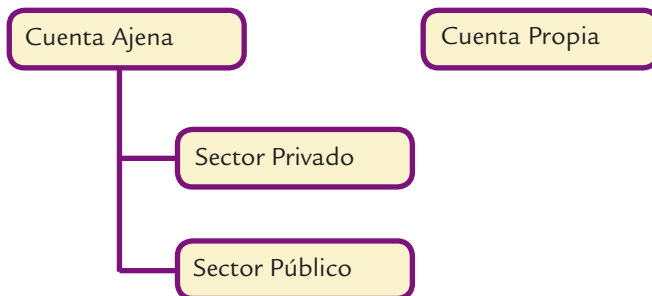 Cuenta Ajena
Cuenta Propia
Sector Privado
Sector Público